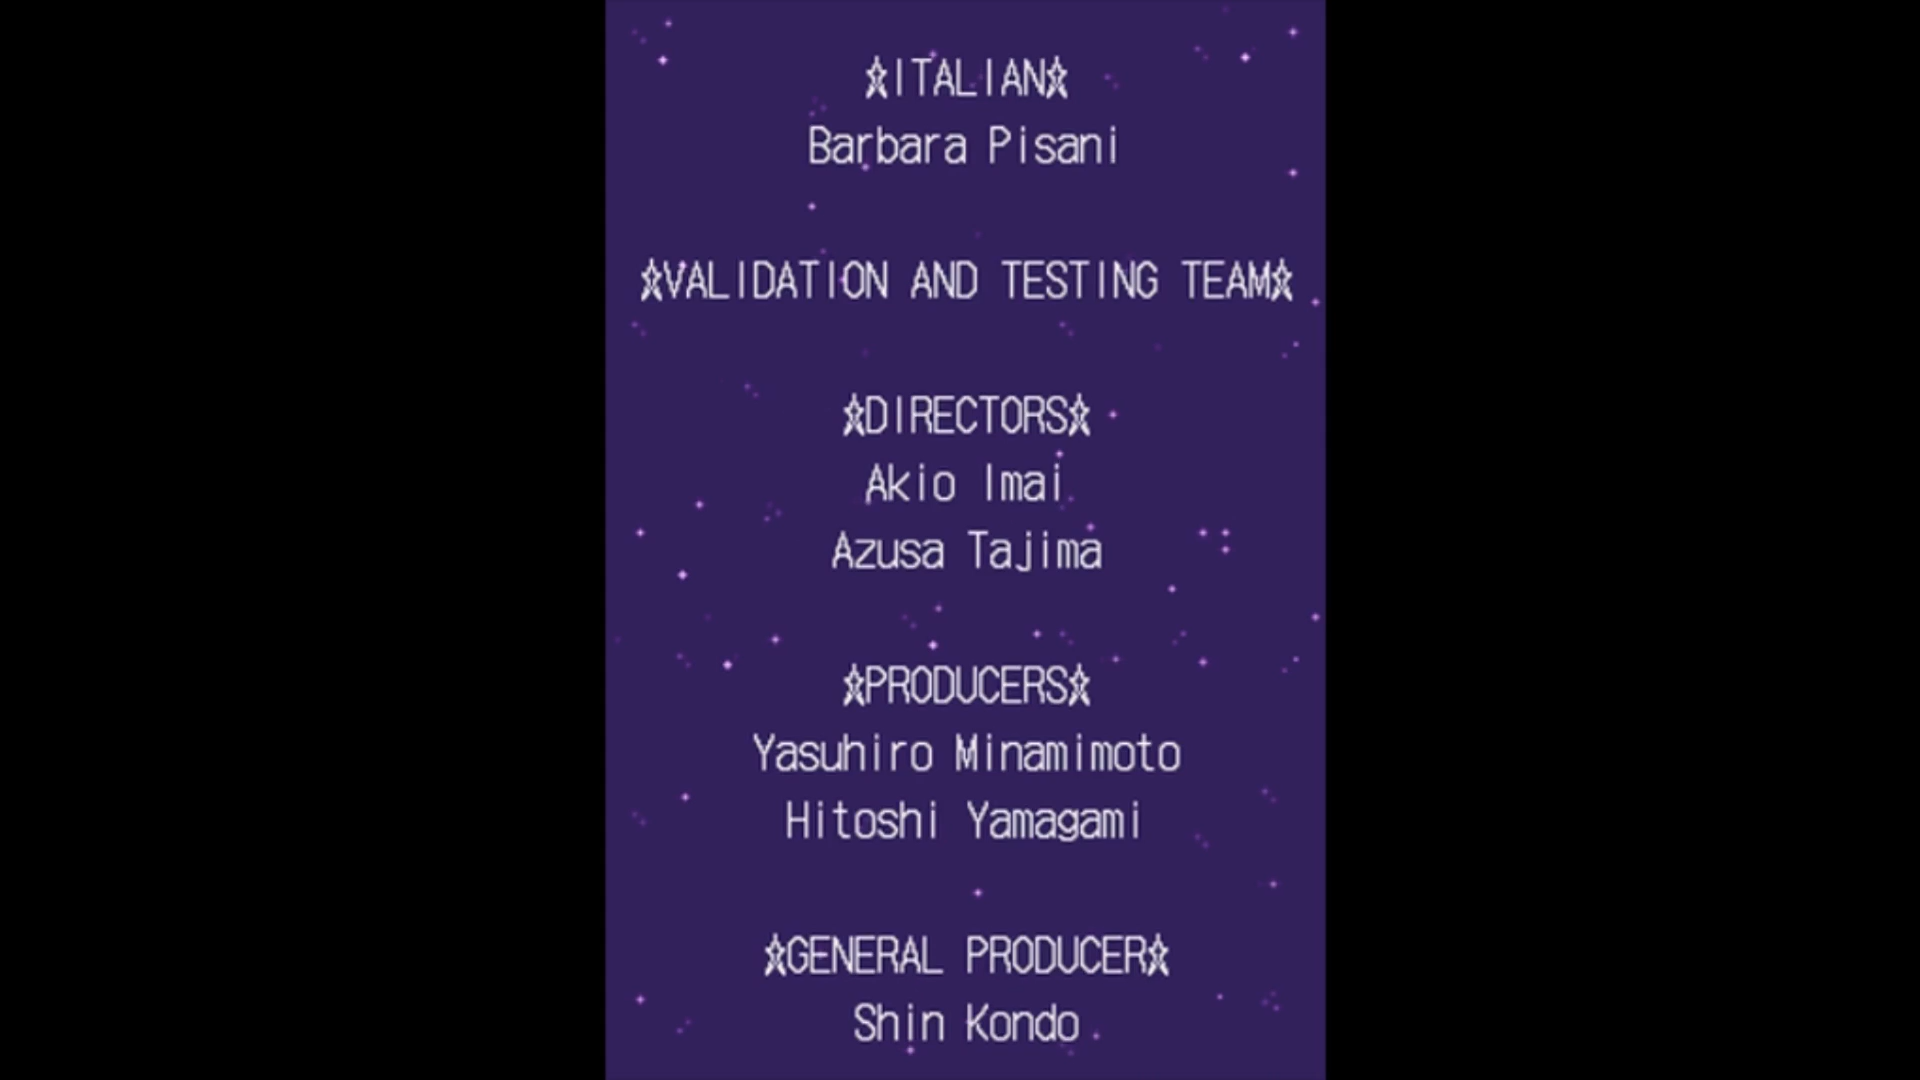 ☆ITALIAN☆
Barbara Pisani
☆VALIDATION AND TESTING TEAM☆
☆DIRECTORS☆
Akio Imai
Azusa Tajima
☆PRODUCERS☆
Yasuhiro Minamimoto
Hitoshi Yamagami
☆GENERAL PRODUCER☆
Shin Kondo